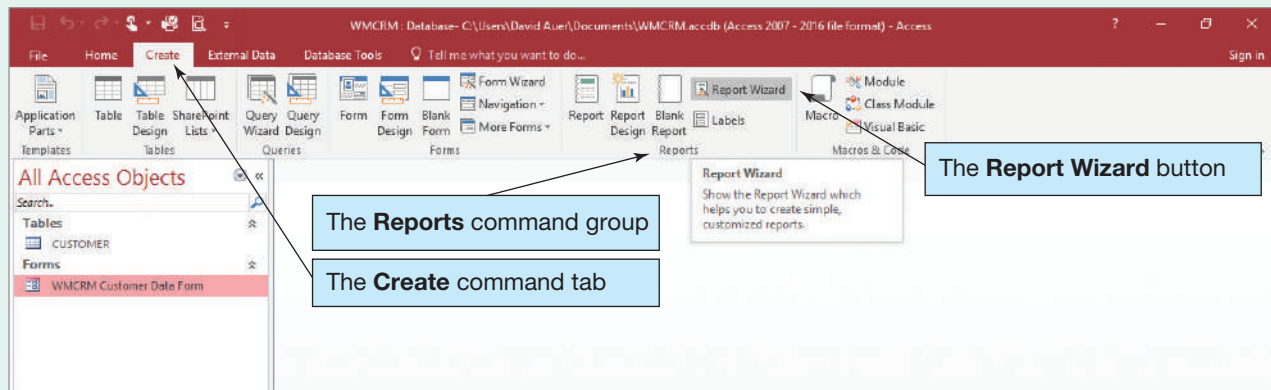 WMCRM : Database- C:\Users\David Auer\Documents\WMCRM.accdb (Access 2007 - 2016 file format) - Access
?
File Home Create External Data Database Tools Tell me what you want to do... Sign in
Application Parts
Table
Table Design
SharePoint Lists
Query Wizard
Query Design
Form
Form Design
Blank Form
Form Wizard
Navigation
More Forms
Report
Report Design
Blank Report
Report Wizard
Labels
Macro
Module
Class Module
Visual Basic
Templates Tables Queries Forms Reports Macros & Code
The Report Wizard button
All Access Objects
Search..
Tables
CUSTOMER
Forms
WMCRM Customer Data Form
The Reports command group
The Create command tab
Report Wizard
Show the Report Wizard which
helps you to create simple,
customized reports.